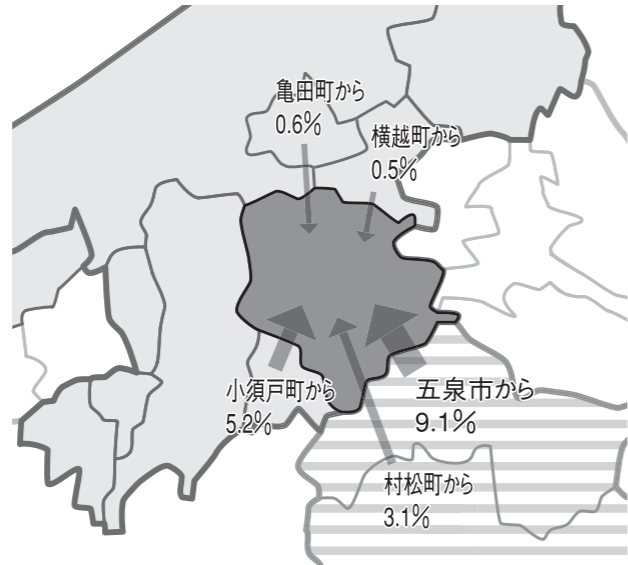 亀田町から
0.6%
横越町から
0.5%
小須戸町から
5.2%
五泉市から
9.1%
村松町から
3.1%